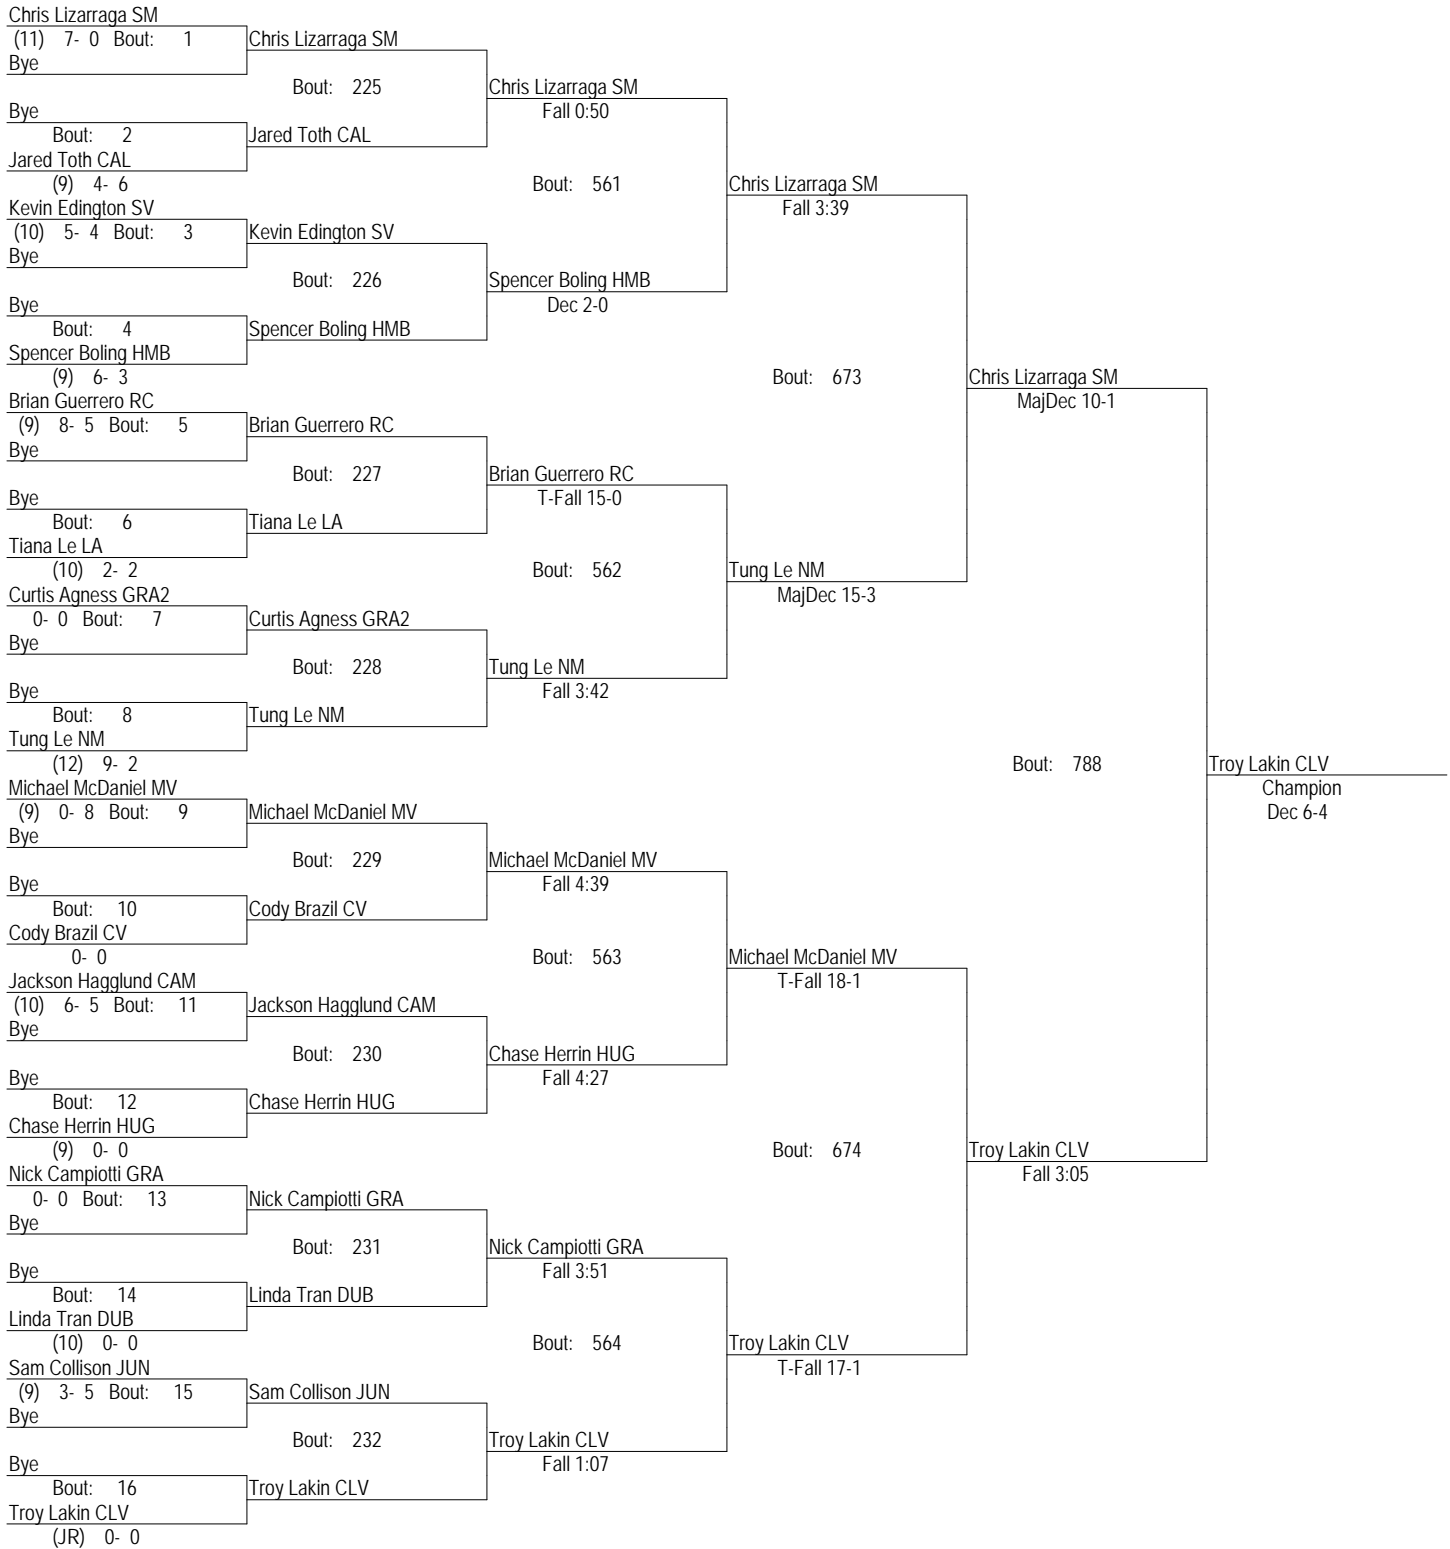 Chris Lizarraga SM
(11) 7- 0 Bout: 1
Bye
Bye
Bout: 2
Jared Toth CAL
(9) 4- 6
Kevin Edington SV
(10) 5- 4 Bout: 3
Bye
Bye
Bout: 4
Spencer Boling HMB
(9) 6- 3
Brian Guerrero RC
(9) 8- 5 Bout: 5
Bye
Bye
Bout: 6
Tiana Le LA
(10) 2- 2
Curtis Agness GRA2
0- 0 Bout: 7
Bye
Bye
Bout: 8
Tung Le NM
(12) 9- 2
Michael McDaniel MV
(9) 0- 8 Bout: 9
Bye
Bye
Bout: 10
Cody Brazil CV
0- 0
Jackson Hagglund CAM
(10) 6- 5 Bout: 11
Bye
Bye
Bout: 12
Chase Herrin HUG
(9) 0- 0
Nick Campiotti GRA
0- 0 Bout: 13
Bye
Bye
Bout: 14
Linda Tran DUB
(10) 0- 0
Sam Collison JUN
(9) 3- 5 Bout: 15
Bye
Bye
Bout: 16
Troy Lakin CLV
(JR) 0- 0
Chris Lizarraga SM
Bout: 225
Jared Toth CAL
Kevin Edington SV
Bout: 226
Spencer Boling HMB
Brian Guerrero RC
Bout: 227
Tiana Le LA
Curtis Agness GRA2
Bout: 228
Tung Le NM
Michael McDaniel MV
Bout: 229
Cody Brazil CV
Jackson Hagglund CAM
Bout: 230
Chase Herrin HUG
Nick Campiotti GRA
Bout: 231
Linda Tran DUB
Sam Collison JUN
Bout: 232
Troy Lakin CLV
Chris Lizarraga SM
Fall 0:50
Bout: 561
Spencer Boling HMB
Dec 2-0
Brian Guerrero RC
T-Fall 15-0
Bout: 562
Tung Le NM
Fall 3:42
Michael McDaniel MV
Fall 4:39
Bout: 563
Chase Herrin HUG
Fall 4:27
Nick Campiotti GRA
Fall 3:51
Bout: 564
Troy Lakin CLV
Fall 1:07
Chris Lizarraga SM
Fall 3:39
Bout: 673
Tung Le NM
MajDec 15-3
Michael McDaniel MV
T-Fall 18-1
Bout: 674
Troy Lakin CLV
T-Fall 17-1
Chris Lizarraga SM
MajDec 10-1
Bout: 788
Troy Lakin CLV
Fall 3:05
Troy Lakin CLV
Champion
Dec 6-4